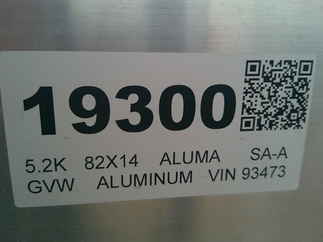 19300
5.2K 82X14 ALUMA SA-A
GVW ALUMINUM VIN 93473